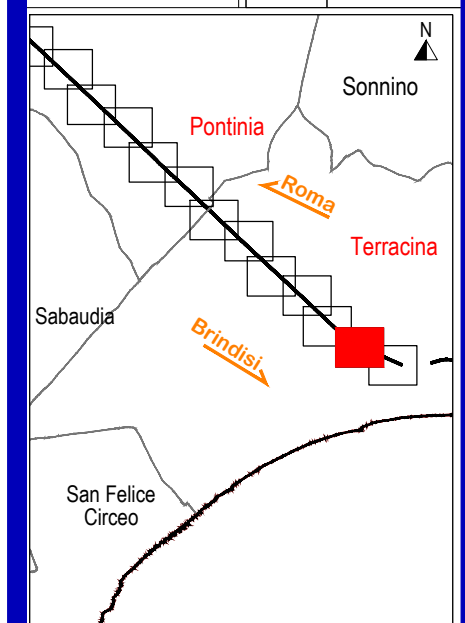 N
Sonnino
Pontinia
Roma
Terracina
Sabaudia
Brindisi
San Felice
Circeo